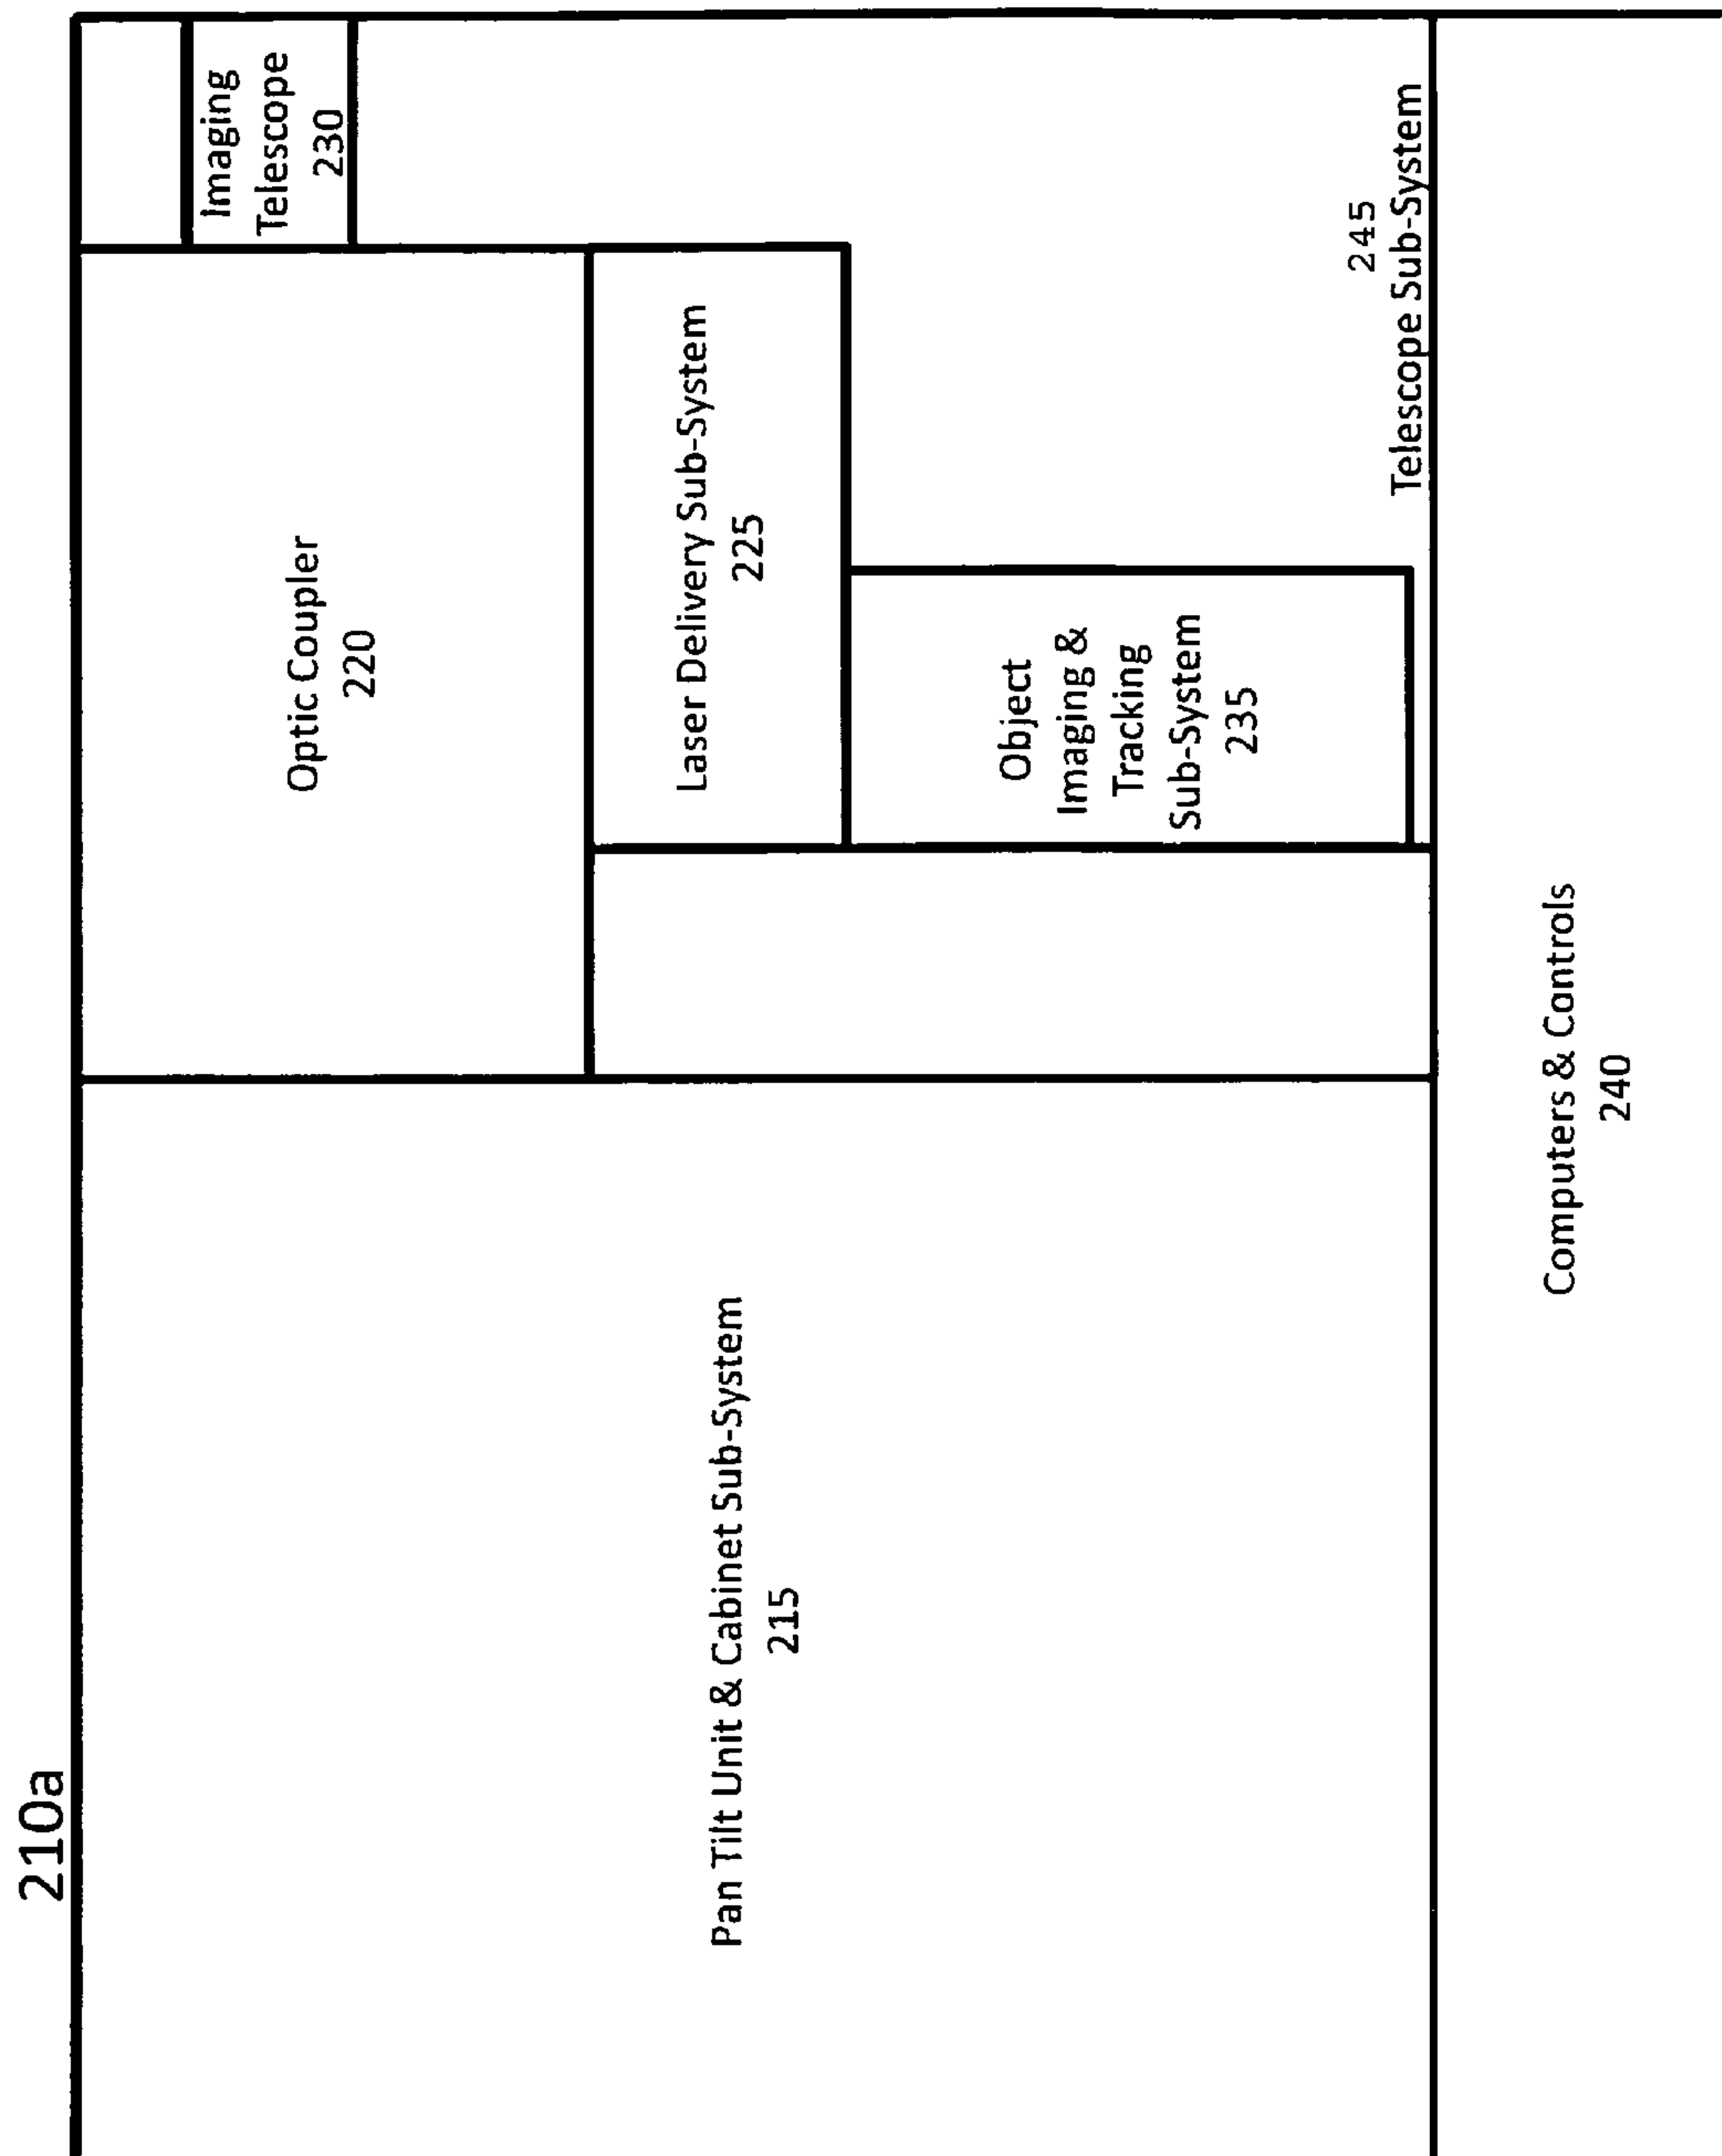 210a
Pan Tilt Unit & Cabinet Sub-System
215
Optic Coupler
220
Imaging
Telescope
230
Laser Delivery Sub-System
225
Object
Imaging &
Tracking
Sub-System
235
245
Telescope Sub-System
Computers & Controls
240